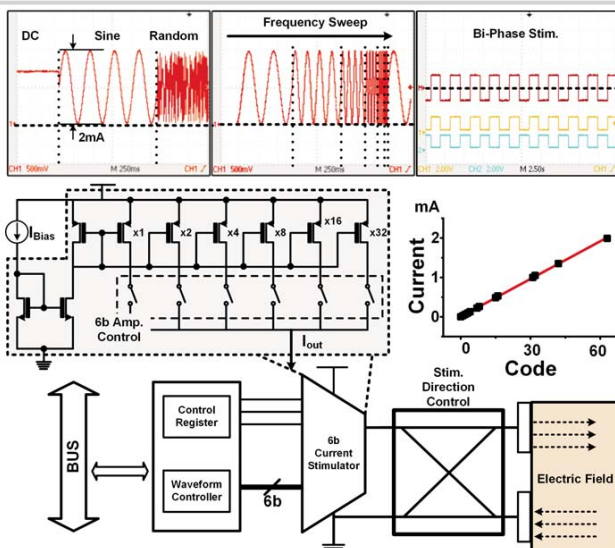 DC
Sine
Random
2mA
CH1 500mV
M 250ms
CH1
Frequency Sweep
CH1 500mV
M 250ms
CH1
Bi-Phase Stim.
CH1 2.00V
CH2 2.00V
M 2.50s
CH1
I_Bias
x1
x2
x4
x8
x16
x32
6b Amp.
Control
I_out
mA
Current
2
1
0
0
30
60
Code
BUS
Control
Register
Waveform
Controller
6b
6b
Current
Stimulator
Stim.
Direction
Control
Electric Field